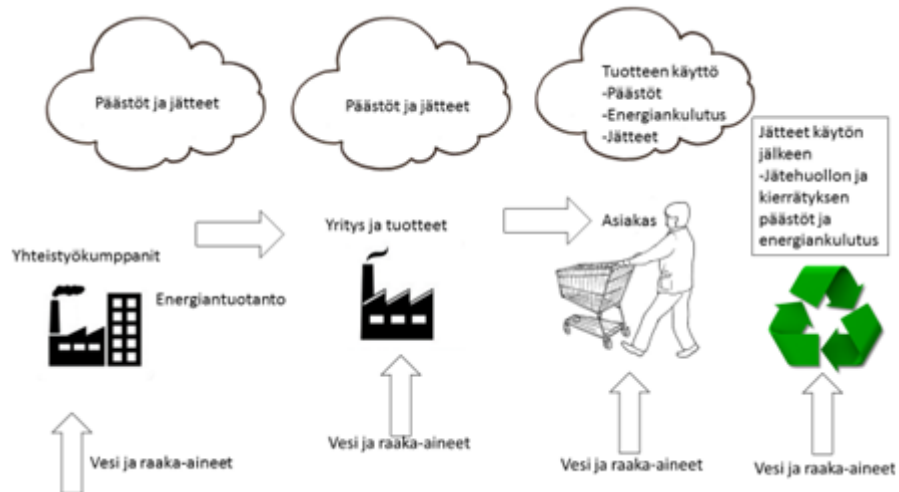 Päästöt ja jätteet
Päästöt ja jätteet
Tuotteen käyttö
-Päästöt
-Energiankulutus
-Jätteet
Jätteet käytön
jälkeen
-Jätehuollon ja
kierrätyksen
päästöt ja
energiankulutus
Yhteistyökumppanit
Energiantuotanto
Yritys ja tuotteet
Asiakas
Vesi ja raaka-aineet
Vesi ja raaka-aineet
Vesi ja raaka-aineet
Vesi ja raaka-aineet